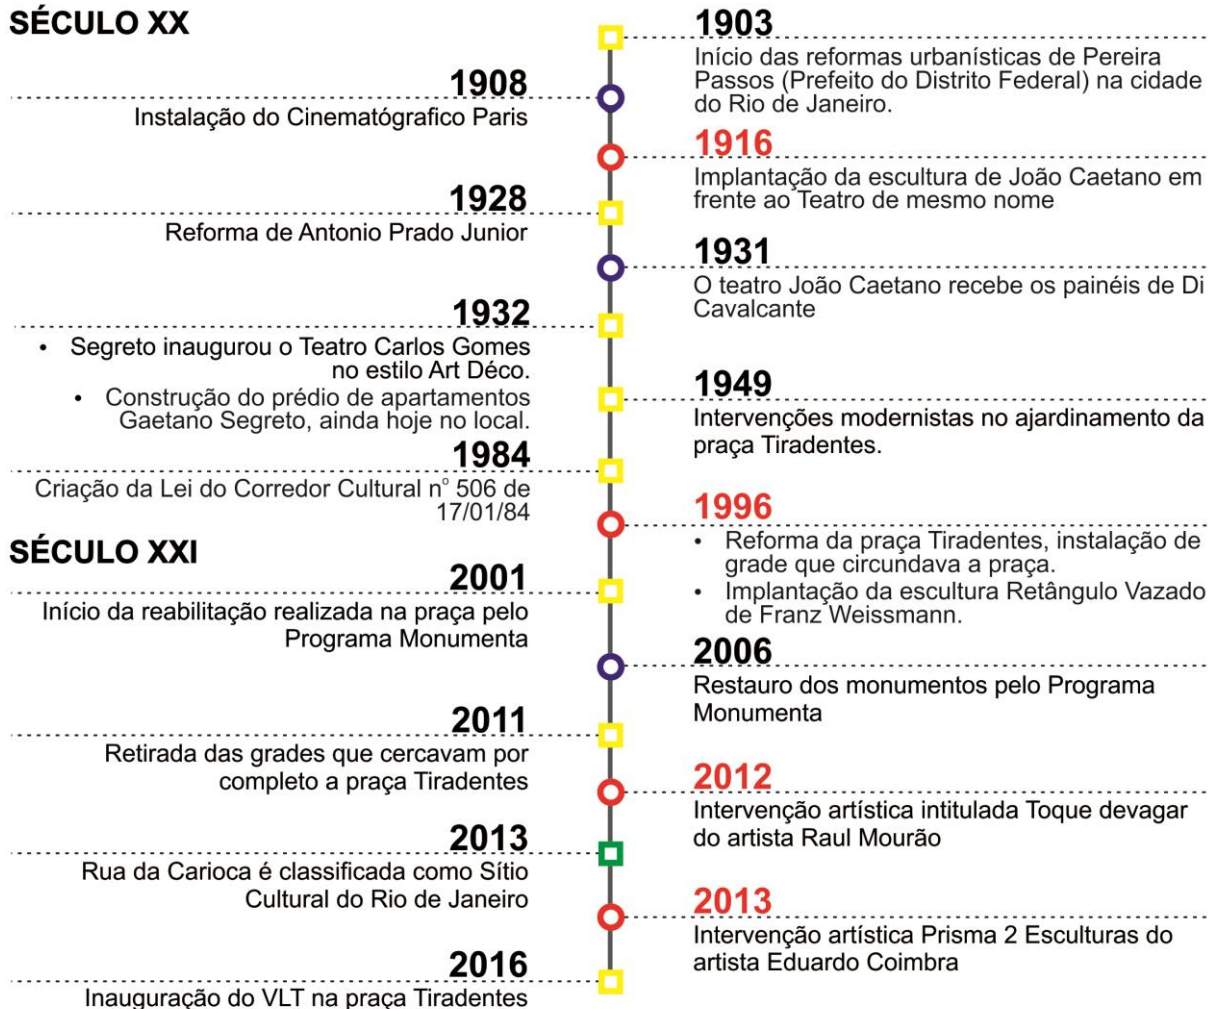 SÉCULO XX
1903
Início das reformas urbanísticas de Pereira
Passos (Prefeito do Distrito Federal) na cidade
do Rio de Janeiro.
1908
Instalação do Cinematógrafico Paris
1916
Implantação da escultura de João Caetano em
frente ao Teatro de mesmo nome
1928
Reforma de Antonio Prado Junior
1931
O teatro João Caetano recebe os painéis de Di
Cavalcante
1932
• Segreto inaugurou o Teatro Carlos Gomes
no estilo Art Déco.
• Construção do prédio de apartamentos
Gaetano Segreto, ainda hoje no local.
1949
Intervenções modernistas no ajardinamento da
praça Tiradentes.
1984
Criação da Lei do Corredor Cultural nº 506 de
17/01/84
1996
• Reforma da praça Tiradentes, instalação de
grade que circundava a praça.
• Implantação da escultura Retângulo Vazado
de Franz Weissmann.
SÉCULO XXI
2001
Início da reabilitação realizada na praça pelo
Programa Monumenta
2006
Restauro dos monumentos pelo Programa
Monumenta
2011
Retirada das grades que cercavam por
completo a praça Tiradentes
2012
Intervenção artística intitulada Toque devagar
do artista Raul Mourão
2013
Rua da Carioca é classificada como Sítio
Cultural do Rio de Janeiro
2013
Intervenção artística Prisma 2 Esculturas do
artista Eduardo Coimbra
2016
Inauguração do VLT na praça Tiradentes